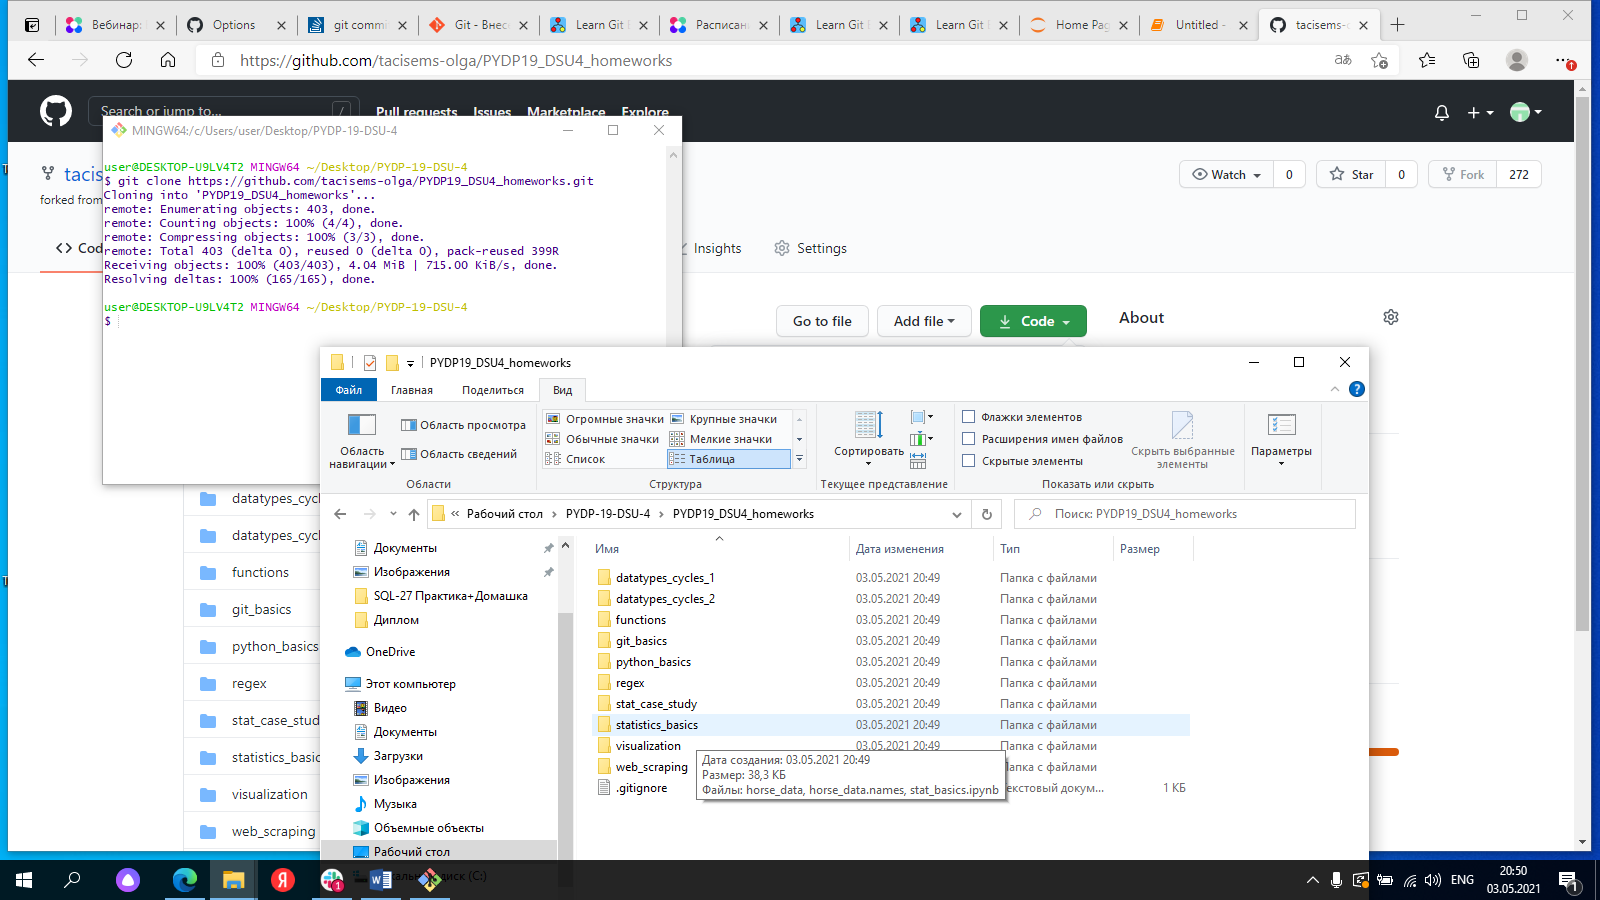 Вебинар:
Options
git commi
Git - Внес
Learn Git
Расписан
Learn Git
Learn Git
Home Pag
Untitled -
tacisems-c
https://github.com/tacisems-olga/PYDP19_DSU4_homeworks
Search or jump to...
/
Pull requests
Issues
Marketplace
Explore
MINGW64:/c/Users/user/Desktop/PYDP-19-DSU-4
user@DESKTOP-U9LV4T2 MINGW64 ~/Desktop/PYDP-19-DSU-4
$ git clone https://github.com/tacisems-olga/PYDP19_DSU4_homeworks.git
Cloning into 'PYDP19_DSU4_homeworks'...
remote: Enumerating objects: 403, done.
remote: Counting objects: 100% (4/4), done.
remote: Compressing objects: 100% (3/3), done.
remote: Total 403 (delta 0), reused 0 (delta 0), pack-reused 399R
Receiving objects: 100% (403/403), 4.04 MiB | 715.00 KiB/s, done.
Resolving deltas: 100% (165/165), done.
user@DESKTOP-U9LV4T2 MINGW64 ~/Desktop/PYDP-19-DSU-4
$
tacis
forked from
Watch
0
Star
0
Fork
272
<> Cod
Insights
Settings
Go to file
Add file
Code
About
datatypes_cycl
datatypes_cycl
functions
git_basics
python_basics
regex
stat_case_stud
statistics_basic
visualization
web_scraping
PYDP19_DSU4_homeworks
Файл
Главная
Поделиться
Вид
Область навигации
Область просмотра
Область сведений
Области
Огромные значки
Крупные значки
Обычные значки
Мелкие значки
Список
Таблица
Структура
Сортировать
Текущее представление
Флажки элементов
Расширения имен файлов
Скрытые элементы
Скрыть выбранные элементы
Показать или скрыть
Параметры
« Рабочий стол > PYDP-19-DSU-4 > PYDP19_DSU4_homeworks
Поиск: PYDP19_DSU4_homeworks
Документы
Изображения
SQL-27 Практика+Домашка
Диплом
OneDrive
Этот компьютер
Видео
Документы
Загрузки
Изображения
Музыка
Объемные объекты
Рабочий стол
Имя
Дата изменения
Тип
Размер
datatypes_cycles_1 03.05.2021 20:49 Папка с файлами
datatypes_cycles_2 03.05.2021 20:49 Папка с файлами
functions 03.05.2021 20:49 Папка с файлами
git_basics 03.05.2021 20:49 Папка с файлами
python_basics 03.05.2021 20:49 Папка с файлами
regex 03.05.2021 20:49 Папка с файлами
stat_case_study 03.05.2021 20:49 Папка с файлами
statistics_basics 03.05.2021 20:49 Папка с файлами
visualization 03.05.2021 20:49 Папка с файлами
web_scraping Папка с файлами
.gitignore екстовый докум... 1 КБ
Дата создания: 03.05.2021 20:49
Размер: 38,3 КБ
Файлы: horse_data, horse_data.names, stat_basics.ipynb
ENG
20:50
03.05.2021
1